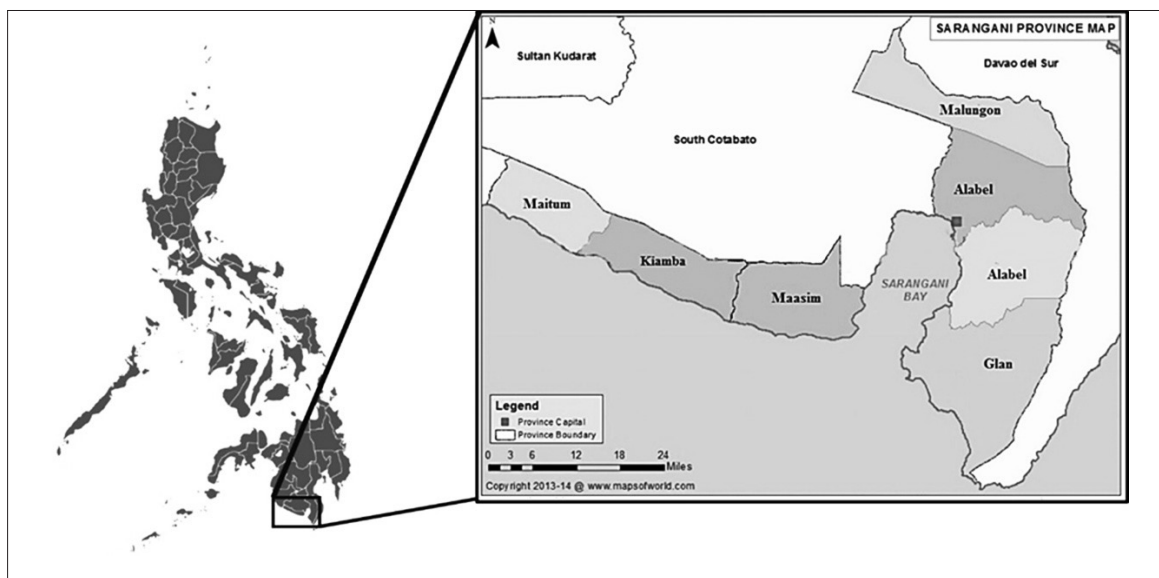 N
SARANGANI PROVINCE MAP
Sultan Kudarat
Davao del Sur
Malungon
South Cotabato
Alabel
Maitum
Kiamba
SARANGANI
BAY
Alabel
Maasim
Glan
Legend
Province Capital
Province Boundary
0 3 6 12 18 24
Miles
Copyright 2013-14 @ www.mapsofworld.com